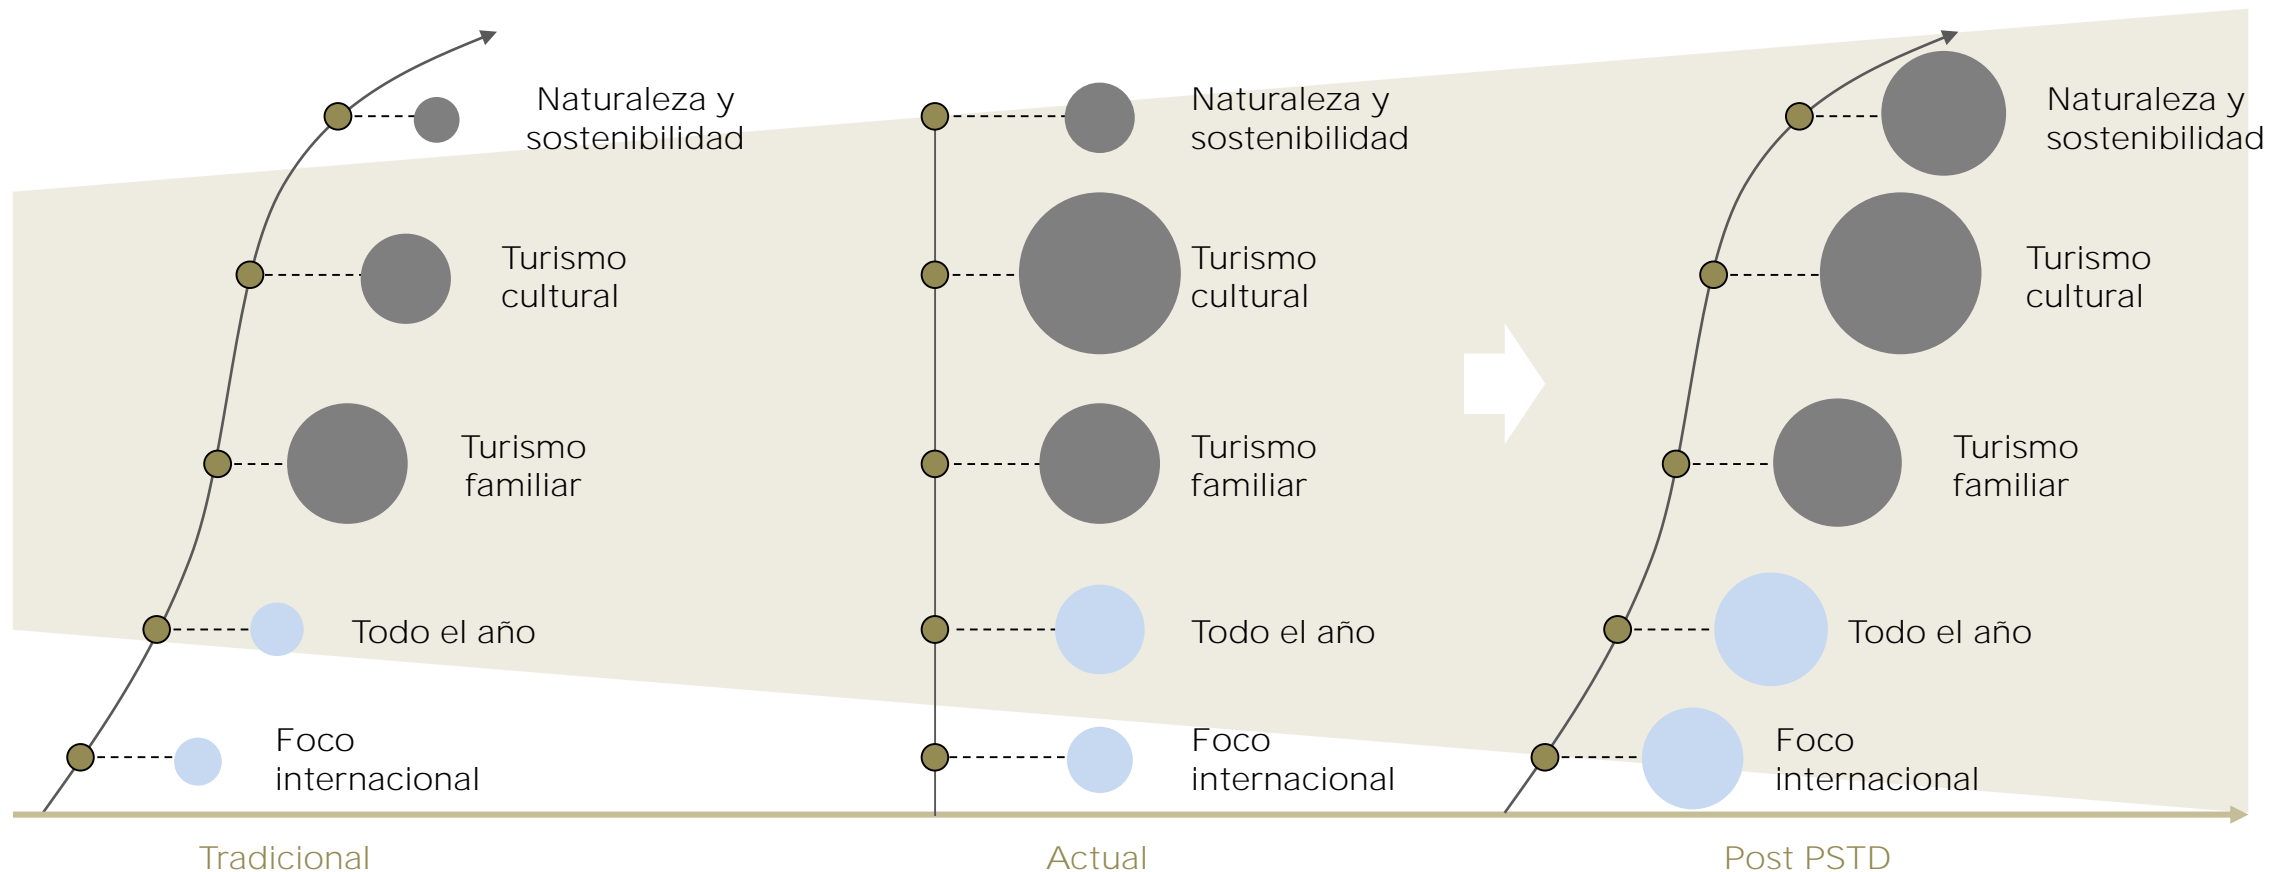 Naturaleza y
sostenibilidad
Turismo
cultural
Turismo
familiar
Todo el año
Foco
internacional
Tradicional
Naturaleza y
sostenibilidad
Turismo
cultural
Turismo
familiar
Todo el año
Foco
internacional
Actual
Naturaleza y
sostenibilidad
Turismo
cultural
Turismo
familiar
Todo el año
Foco
internacional
Post PSTD